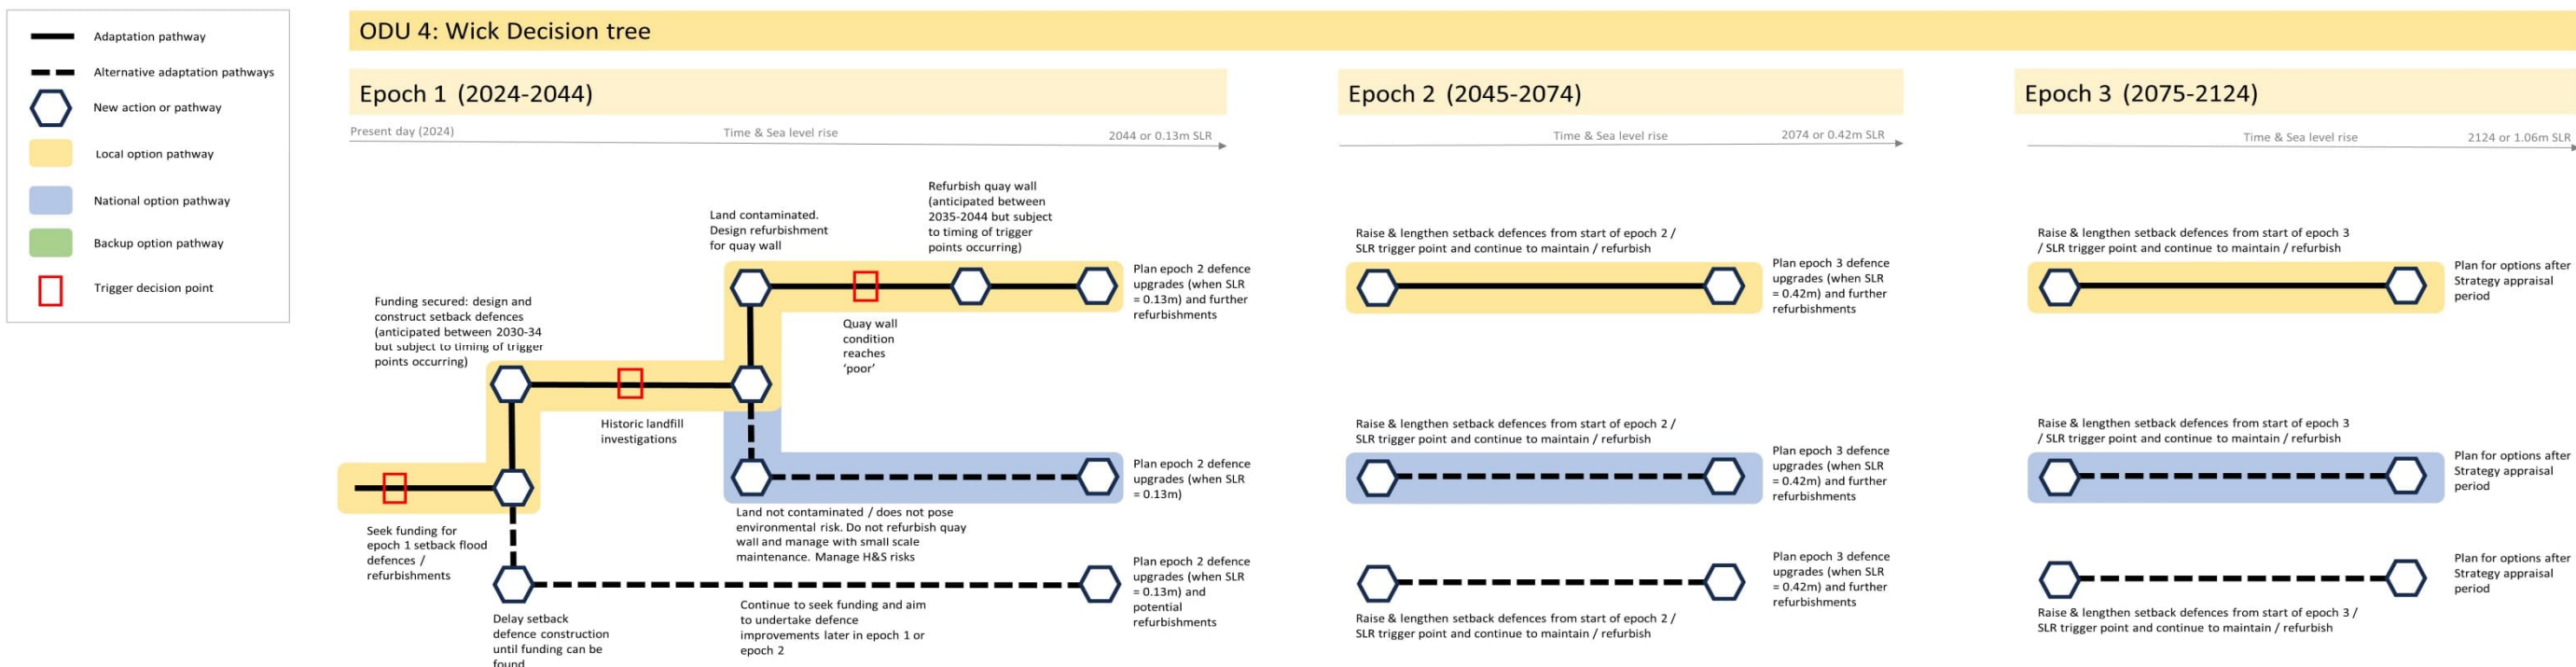 Adaptation pathway
Alternative adaptation pathways
New action or pathway
Local option pathway
National option pathway
Backup option pathway
Trigger decision point
ODU 4: Wick Decision tree
Epoch 1 (2024-2044)
Present day (2024)
Time & Sea level rise
2044 or 0.13m SLR
Seek funding for
epoch 1 setback flood
defences /
refurbishments
Funding secured: design and
construct setback defences
(anticipated between 2030-34
but subject to timing of trigger
points occurring)
Historic landfill
investigations
Land contaminated.
Design refurbishment
for quay wall
Quay wall
condition
reaches
‘poor’
Refurbish quay wall
(anticipated between
2035-2044 but subject
to timing of trigger
points occurring)
Plan epoch 2 defence
upgrades (when SLR
= 0.13m) and further
refurbishments
Land not contaminated / does not pose
environmental risk. Do not refurbish quay
wall and manage with small scale
maintenance. Manage H&S risks
Plan epoch 2 defence
upgrades (when SLR
= 0.13m)
Delay setback
defence construction
until funding can be
found
Continue to seek funding and aim
to undertake defence
improvements later in epoch 1 or
epoch 2
Plan epoch 2 defence
upgrades (when SLR
= 0.13m) and
potential
refurbishments
Epoch 2 (2045-2074)
Time & Sea level rise
2074 or 0.42m SLR
Raise & lengthen setback defences from start of epoch 2 /
SLR trigger point and continue to maintain / refurbish
Plan epoch 3 defence
upgrades (when SLR
= 0.42m) and further
refurbishments
Raise & lengthen setback defences from start of epoch 2 /
SLR trigger point and continue to maintain / refurbish
Plan epoch 3 defence
upgrades (when SLR
= 0.42m) and further
refurbishments
Plan epoch 3 defence
upgrades (when SLR
= 0.42m) and further
refurbishments
Raise & lengthen setback defences from start of epoch 2 /
SLR trigger point and continue to maintain / refurbish
Epoch 3 (2075-2124)
Time & Sea level rise
2124 or 1.06m SLR
Raise & lengthen setback defences from start of epoch 3
/ SLR trigger point and continue to maintain / refurbish
Plan for options after
Strategy appraisal
period
Raise & lengthen setback defences from start of epoch 3
/ SLR trigger point and continue to maintain / refurbish
Plan for options after
Strategy appraisal
period
Plan for options after
Strategy appraisal
period
Raise & lengthen setback defences from start of epoch 3 /
SLR trigger point and continue to maintain / refurbish